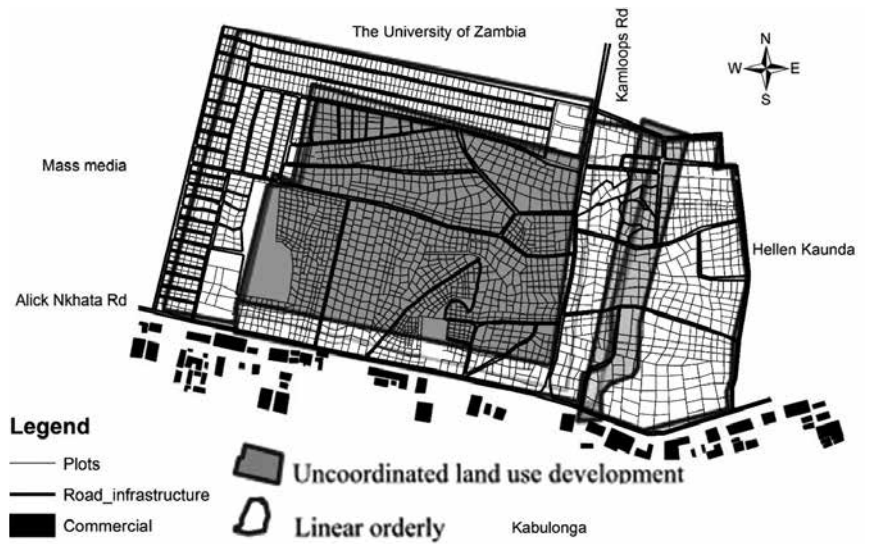 The University of Zambia
Kamloops Rd
N
W E
S
Mass media
Hellen Kaunda
Alick Nkhata Rd
Legend
Plots
Road_infrastructure
Commercial
Uncoordinated land use development
Linear orderly
Kabulonga